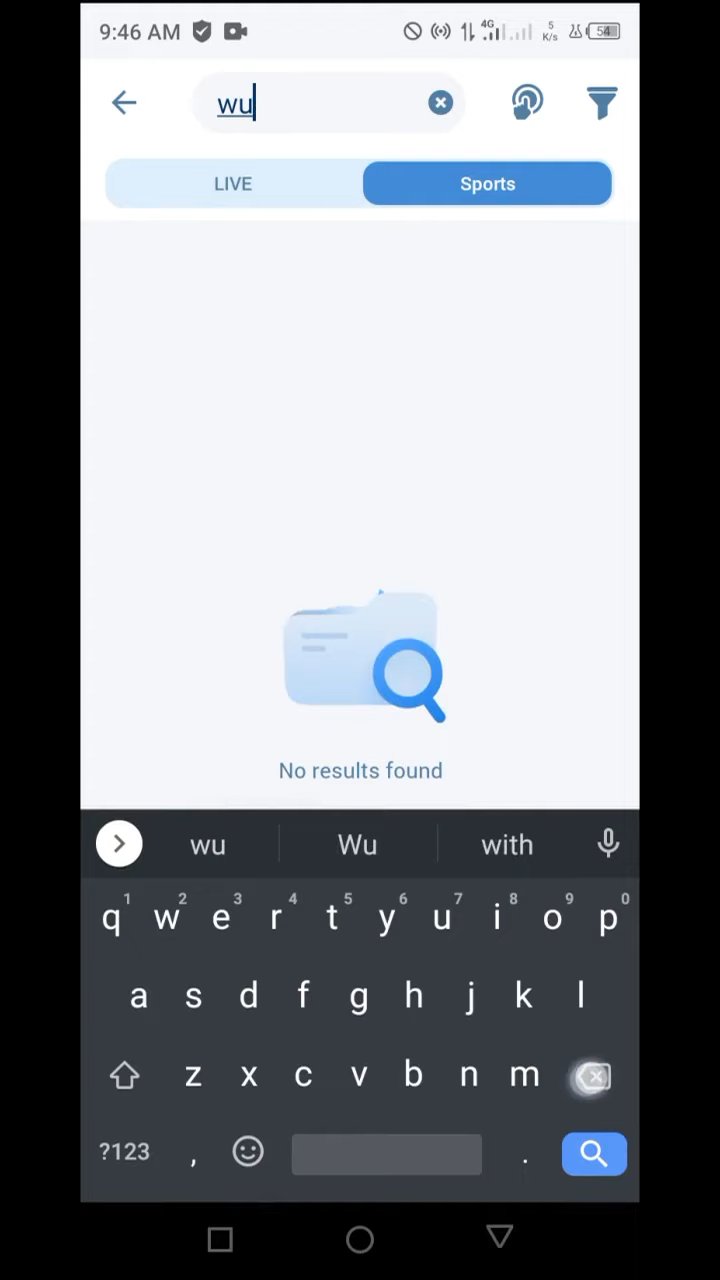 9:46 AM 4G 5 K/s 54
wu
LIVE Sports
No results found
wu Wu with
1 2 3 4 5 6 7 8 9 0
q w e r t y u i o p
a s d f g h j k l
z x c v b n m
?123 , .